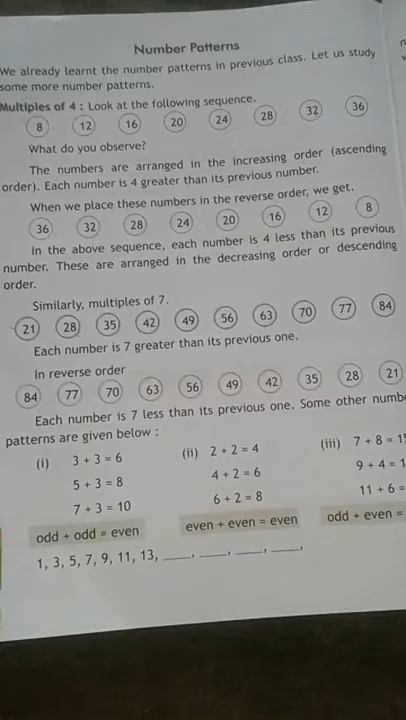 Number Patterns
We already learnt the number patterns in previous class. Let us study
some more number patterns.
Multiples of 4 : Look at the following sequence.
8 12 16 20 24 28 32 36
What do you observe?
The numbers are arranged in the increasing order (ascending
order). Each number is 4 greater than its previous number.
When we place these numbers in the reverse order, we get.
36 32 28 24 20 16 12 8
In the above sequence, each number is 4 less than its previous
number. These are arranged in the decreasing order or descending
order.
Similarly, multiples of 7.
21 28 35 42 49 56 63 70 77 84
Each number is 7 greater than its previous one.
In reverse order
84 77 70 63 56 49 42 35 28 21
Each number is 7 less than its previous one. Some other
patterns are given below :
(i) 3 + 3 = 6 (ii) 2 + 2 = 4 (iii) 7 + 8 =
5 + 3 = 8 4 + 2 = 6 9 + 4 =
7 + 3 = 10 6 + 2 = 8 11 + 6 =
odd + odd = even even + even = even odd + even =
1, 3, 5, 7, 9, 11, 13, ____, ____, ____, ____,